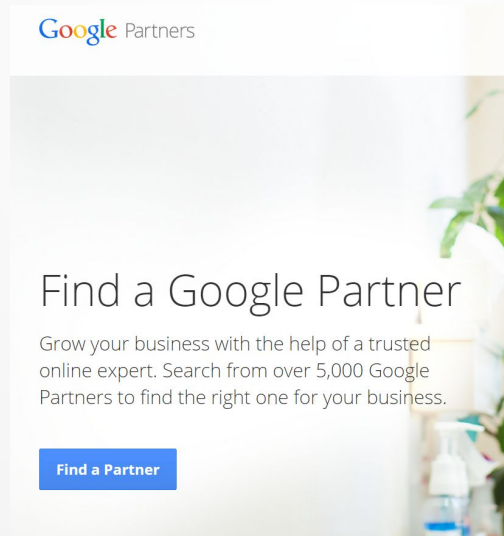 Google Partners
Find a Google Partner
Grow your business with the help of a trusted
online expert. Search from over 5,000 Google
Partners to find the right one for your business.
Find a Partner